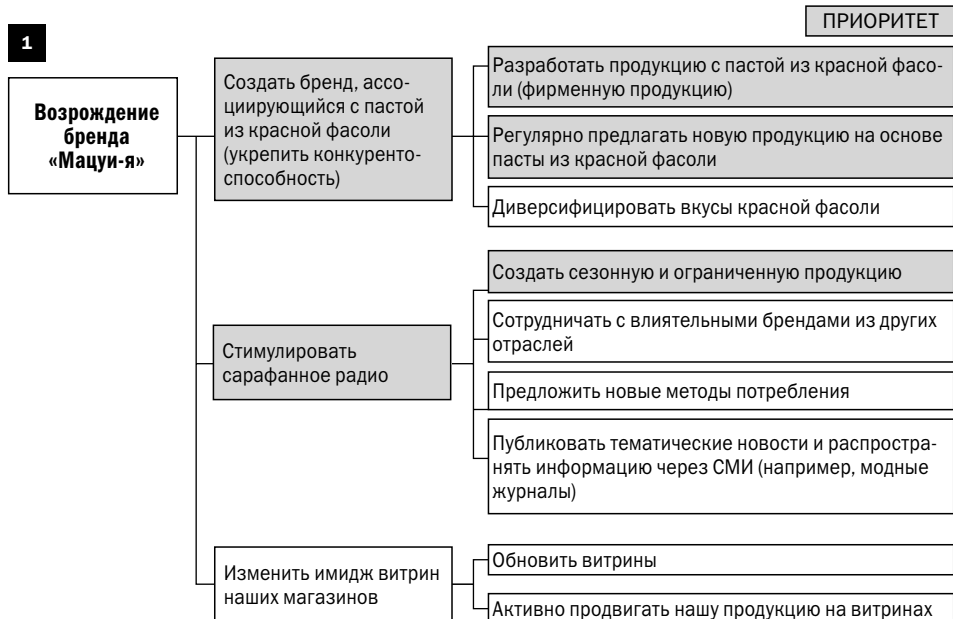 ПРИОРИТЕТ
1
Возрождение
бренда
«Мацуи-я»
Создать бренд, ассо-
циирующийся с пастой
из красной фасоли
(укрепить конкуренто-
способность)
Разработать продукцию с пастой из красной фасо-
ли (фирменную продукцию)
Регулярно предлагать новую продукцию на основе
пасты из красной фасоли
Диверсифицировать вкусы красной фасоли
Стимулировать
сарафанное радио
Создать сезонную и ограниченную продукцию
Сотрудничать с влиятельными брендами из других
отраслей
Предложить новые методы потребления
Публиковать тематические новости и распростра-
нять информацию через СМИ (например, модные
журналы)
Изменить имидж витрин
наших магазинов
Обновить витрины
Активно продвигать нашу продукцию на витринах